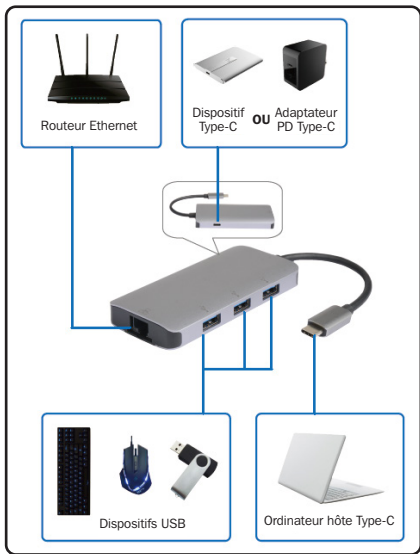 Routeur Ethernet
Dispositif
Type-C
OU
Adaptateur
PD Type-C
Dispositifs USB
Ordinateur hôte Type-C